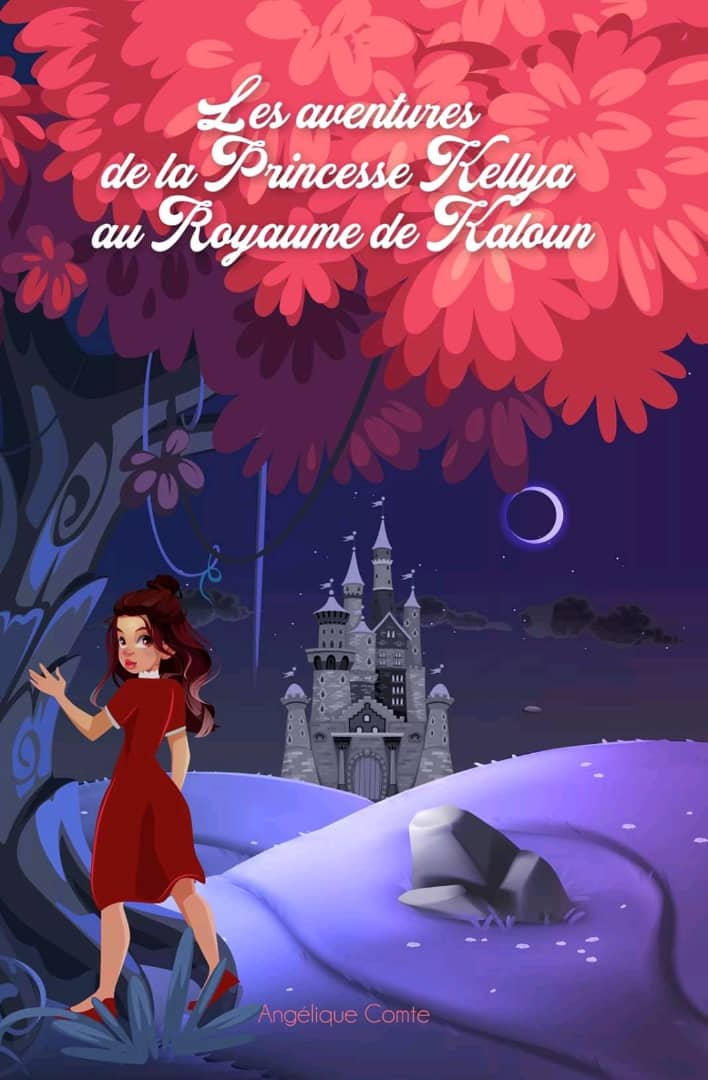 Les aventures
de la Princesse Kellya
au Royaume de Kaloun
Angélique Comte